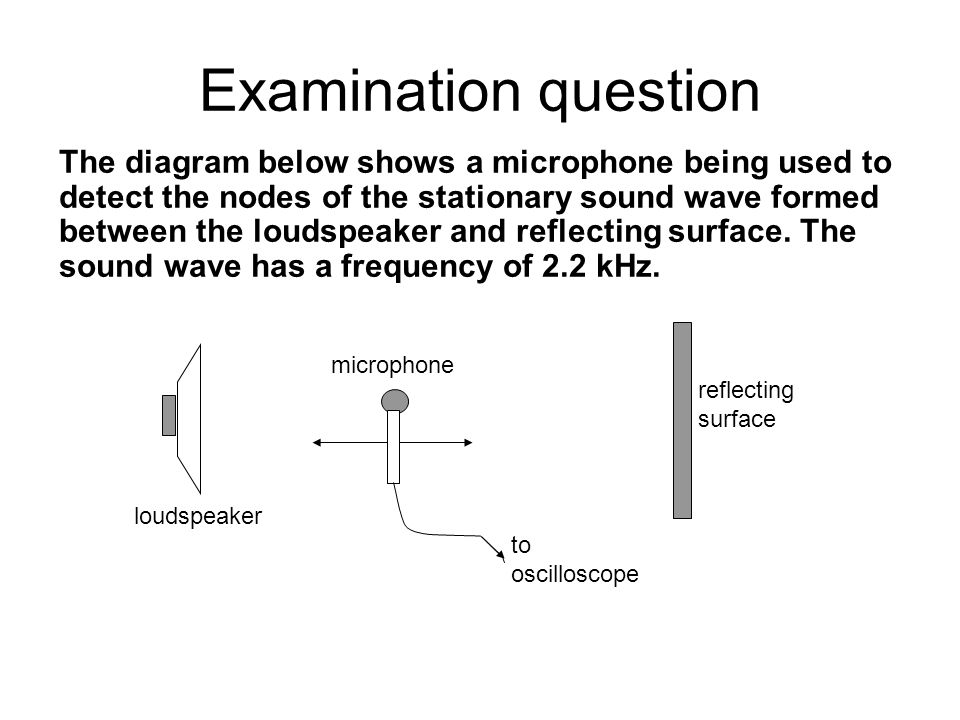 Examination question
The diagram below shows a microphone being used to
detect the nodes of the stationary sound wave formed
between the loudspeaker and reflecting surface. The
sound wave has a frequency of 2.2 kHz.
microphone
reflecting
surface
loudspeaker
to
oscilloscope